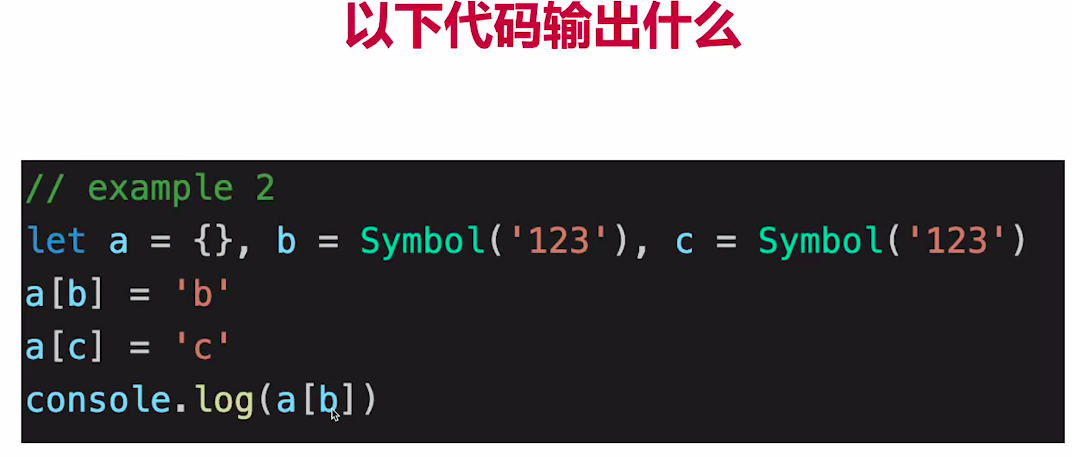 以下代码输出什么
// example 2
let a = {}, b = Symbol('123'), c = Symbol('123')
a[b] = 'b'
a[c] = 'c'
console.log(a[b])